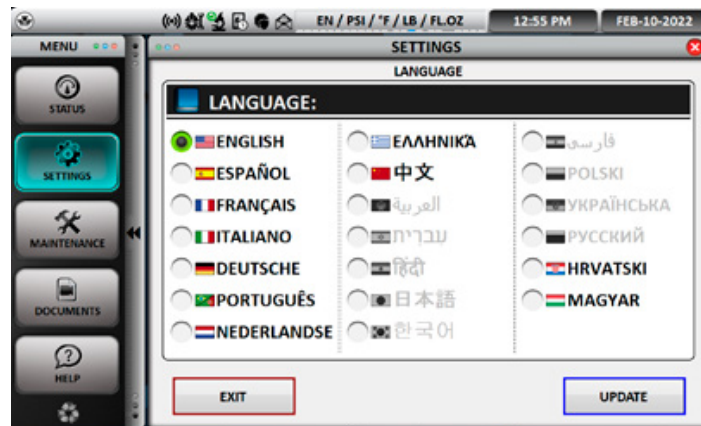 EN / PSI / °F / LB / FL.OZ
12:55 PM
FEB-10-2022
MENU
SETTINGS
STATUS
SETTINGS
MAINTENANCE
DOCUMENTS
HELP
LANGUAGE
LANGUAGE:
ENGLISH
ESPAÑOL
FRANÇAIS
ITALIANO
DEUTSCHE
PORTUGUÊS
NEDERLANDSE
ΕΛΛΗΝΙΚΆ
中文
العربية
עברית
हिंदी
日本語
한국어
فارسی
POLSKI
УКРАЇНСЬКА
РУССКИЙ
HRVATSKI
MAGYAR
EXIT
UPDATE